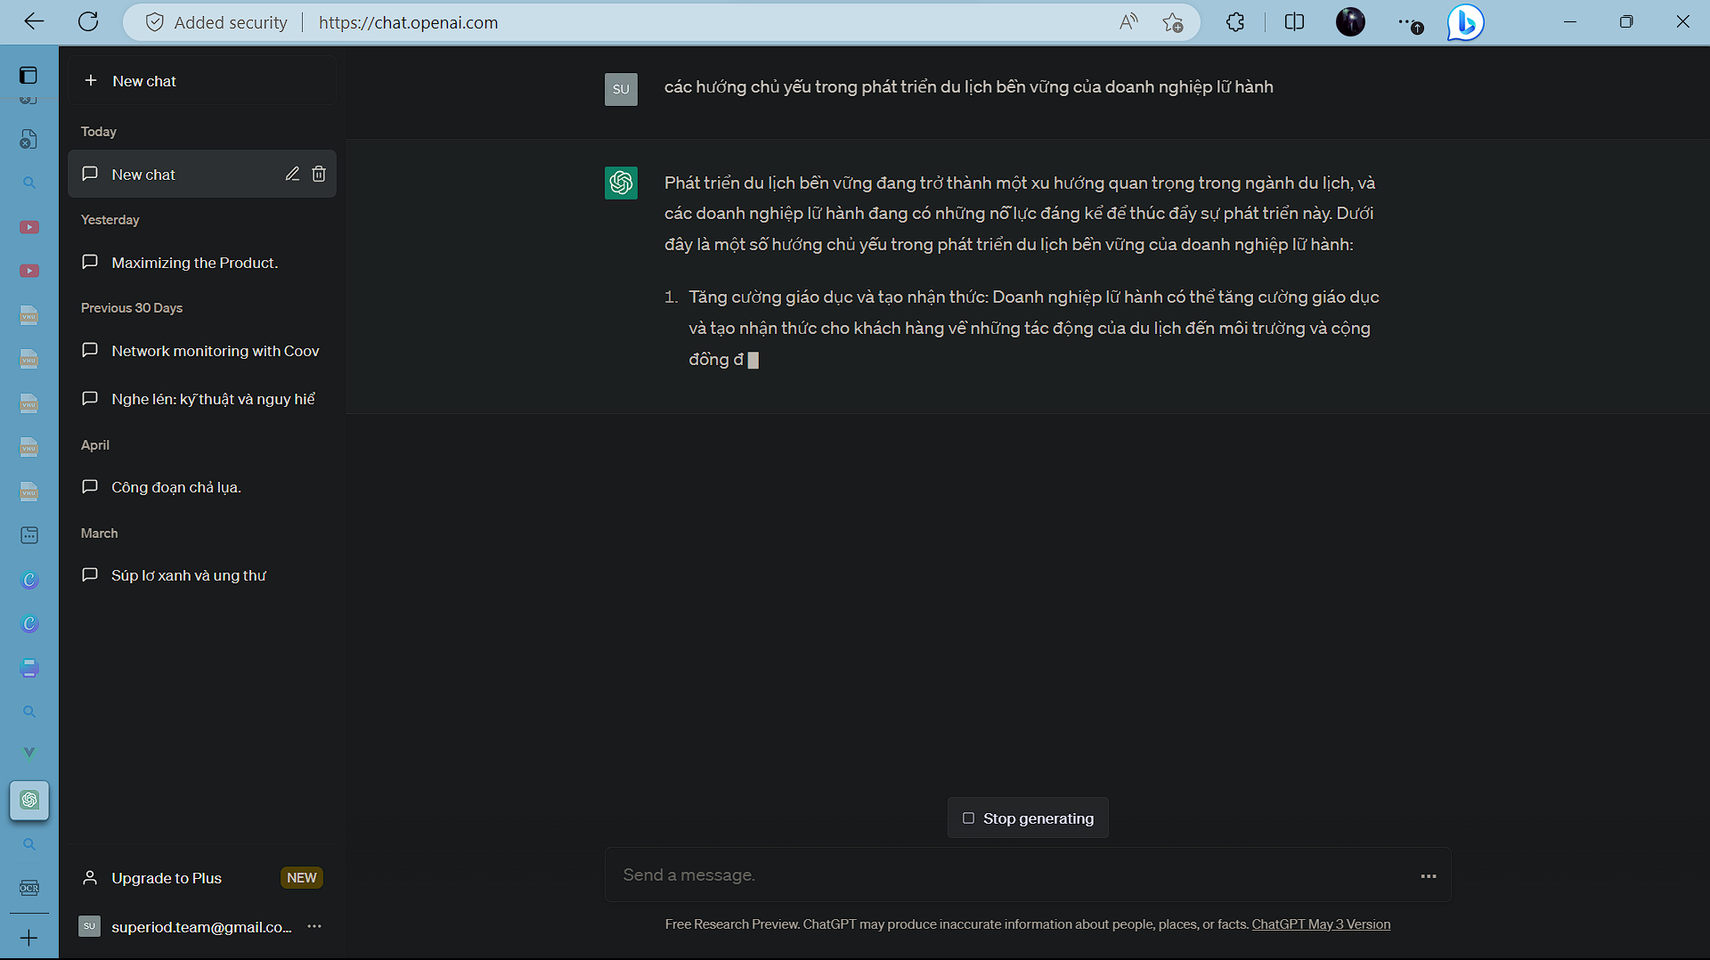 Added security
https://chat.openai.com
New chat
Today
New chat
Yesterday
Maximizing the Product.
Previous 30 Days
Network monitoring with Coov
Nghe lén: kỹ thuật và nguy hiể
April
Công đoạn chả lụa.
March
Súp lơ xanh và ung thư
Upgrade to Plus NEW
SU superiod.team@gmail.co...
SU các hướng chủ yếu trong phát triển du lịch bền vững của doanh nghiệp lữ hành
Phát triển du lịch bền vững đang trở thành một xu hướng quan trọng trong ngành du lịch, và
các doanh nghiệp lữ hành đang có những nỗ lực đáng kể để thúc đẩy sự phát triển này. Dưới
đây là một số hướng chủ yếu trong phát triển du lịch bền vững của doanh nghiệp lữ hành:
1. Tăng cường giáo dục và tạo nhận thức: Doanh nghiệp lữ hành có thể tăng cường giáo dục
và tạo nhận thức cho khách hàng về những tác động của du lịch đến môi trường và cộng
đồng đ
Stop generating
Send a message.
Free Research Preview. ChatGPT may produce inaccurate information about people, places, or facts. ChatGPT May 3 Version
OCR